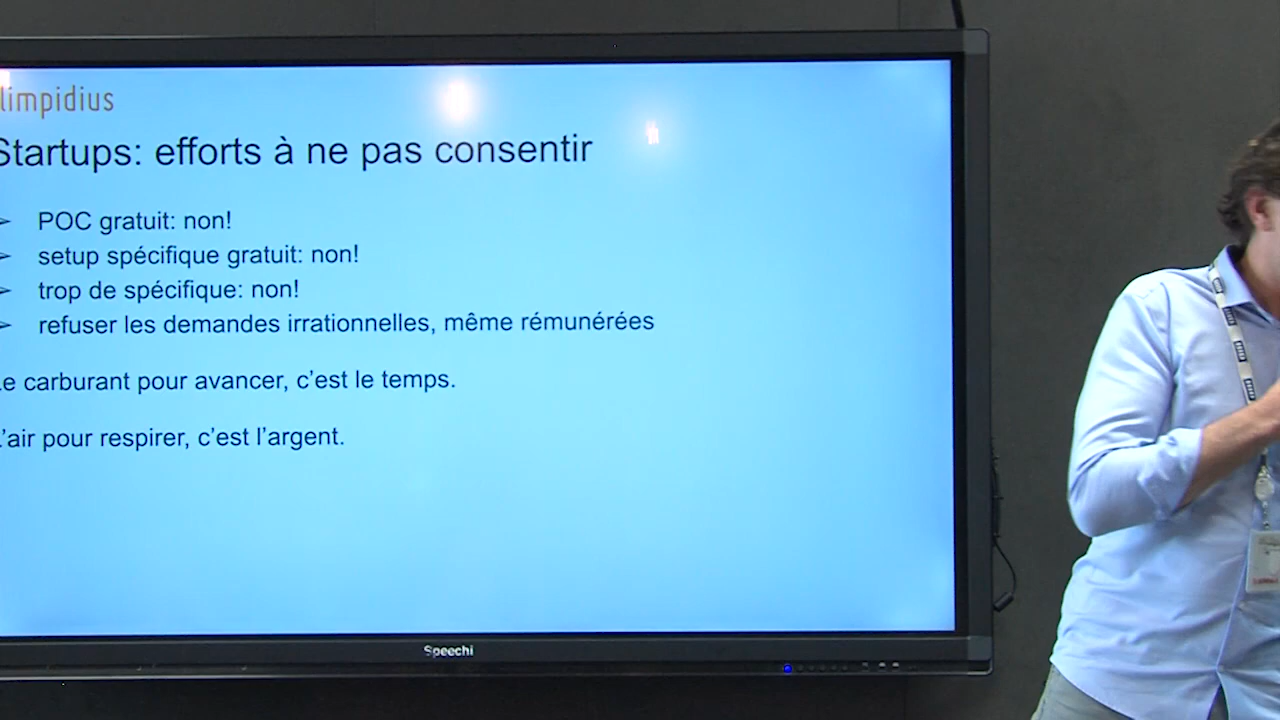 limpidius
Startups: efforts à ne pas consentir
➢ POC gratuit: non!
➢ setup spécifique gratuit: non!
➢ trop de spécifique: non!
➢ refuser les demandes irrationnelles, même rémunérées
Le carburant pour avancer, c’est le temps.
L’air pour respirer, c’est l’argent.
Speechi